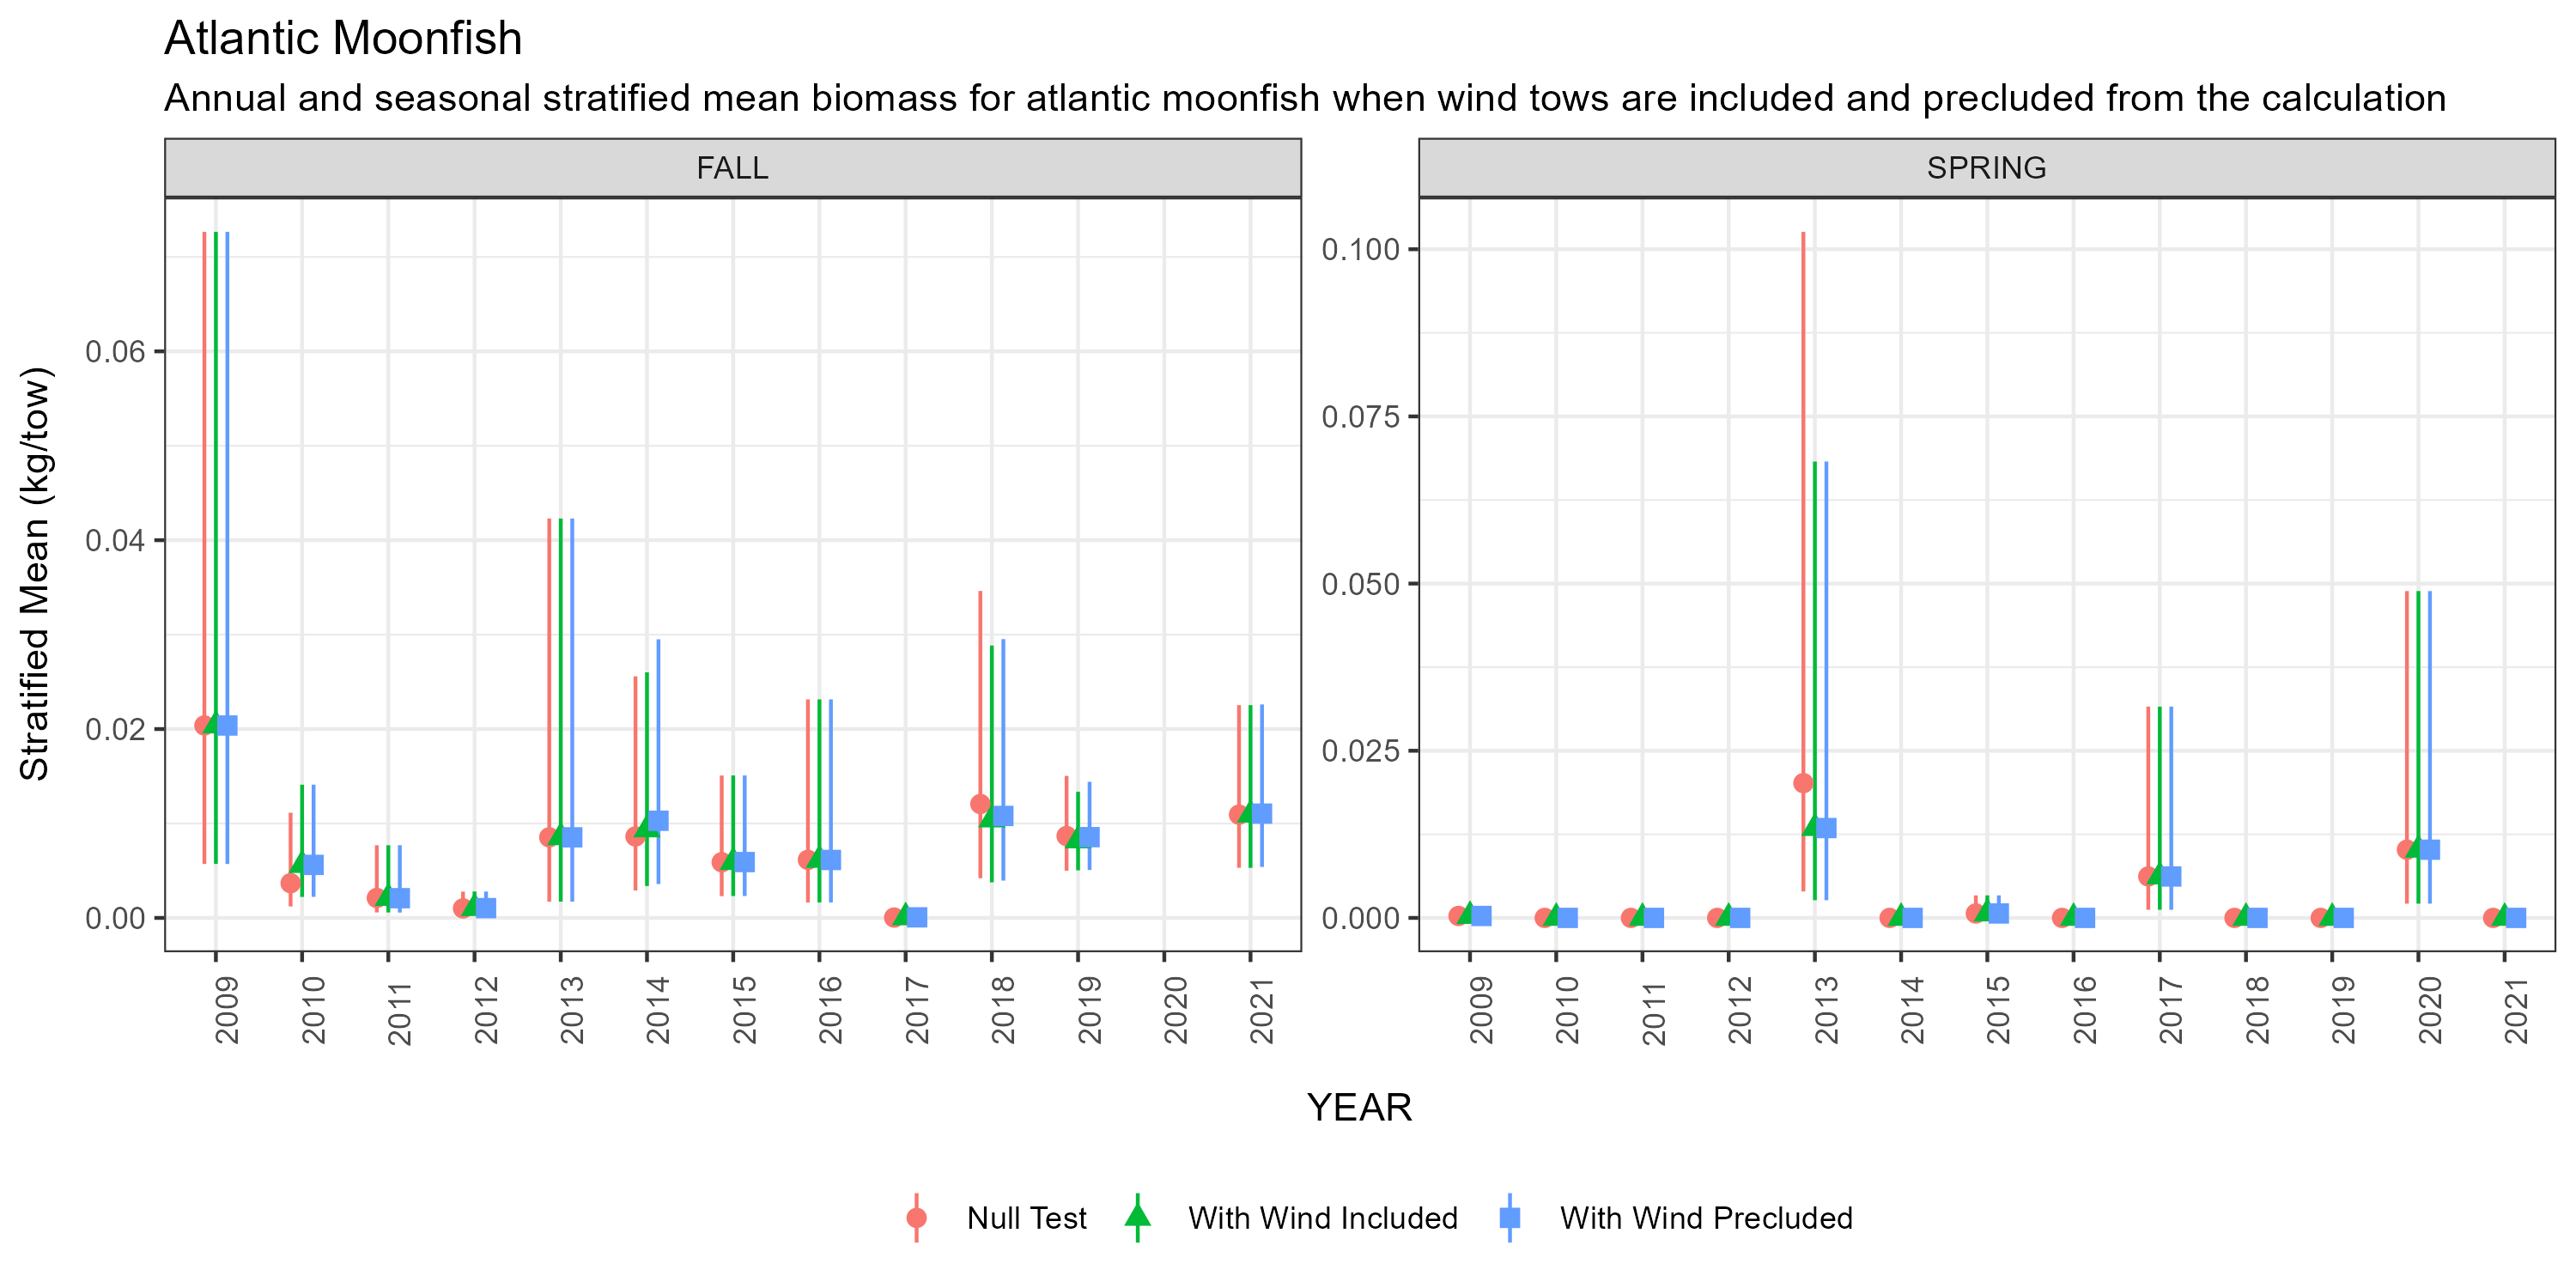 Atlantic Moonfish
Annual and seasonal stratified mean biomass for atlantic moonfish when wind tows are included and precluded from the calculation
FALL
SPRING
Stratified Mean (kg/tow)
0.06
0.04
0.02
0.00
0.100
0.075
0.050
0.025
0.000
2009 2010 2011 2012 2013 2014 2015 2016 2017 2018 2019 2020 2021
2009 2010 2011 2012 2013 2014 2015 2016 2017 2018 2019 2020 2021
YEAR
Null Test With Wind Included With Wind Precluded